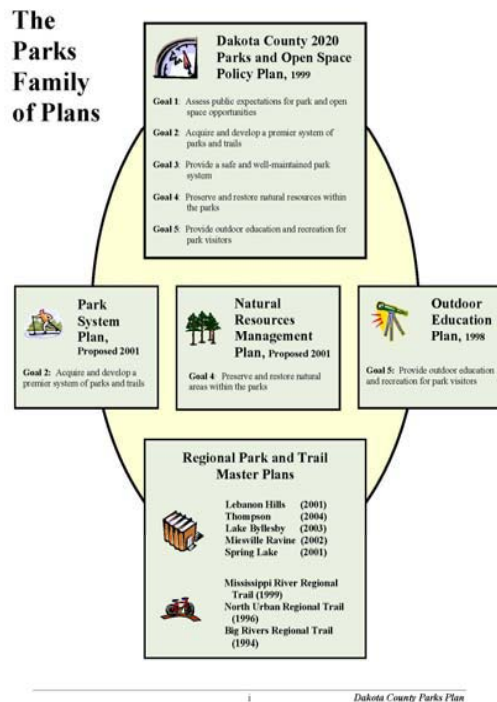 The
Parks
Family
of Plans
Dakota County 2020
Parks and Open Space
Policy Plan, 1999
Goal 1: Assess public expectations for park and open
space opportunities
Goal 2: Acquire and develop a premier system of
parks and trails
Goal 3: Provide a safe and well-maintained park
system
Goal 4: Preserve and restore natural resources within
the parks
Goal 5: Provide outdoor education and recreation for
park visitors
Park
System
Plan,
Proposed 2001
Goal 2: Acquire and develop a
premier system of parks and trails
Natural
Resources
Management
Plan, Proposed 2001
Goal 4: Preserve and restore natural
areas within the parks
Outdoor
Education
Plan, 1998
Goal 5: Provide outdoor education
and recreation for park visitors
Regional Park and Trail
Master Plans
Lebanon Hills (2001)
Thompson (2004)
Lake Byllesby (2003)
Miesville Ravine (2002)
Spring Lake (2001)
Mississippi River Regional
Trail (1999)
North Urban Regional Trail
(1996)
Big Rivers Regional Trail
(1994)
i
Dakota County Parks Plan